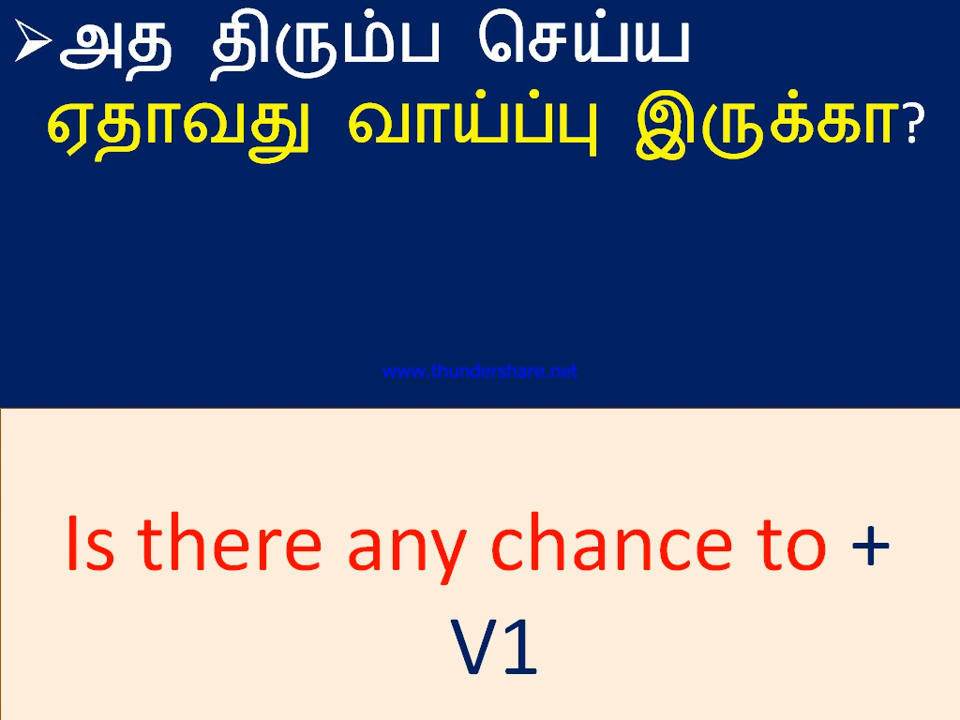 ➢அத திரும்ப செய்ய
ஏதாவது வாய்ப்பு இருக்கா?
www.thundershare.net
Is there any chance to +
V1